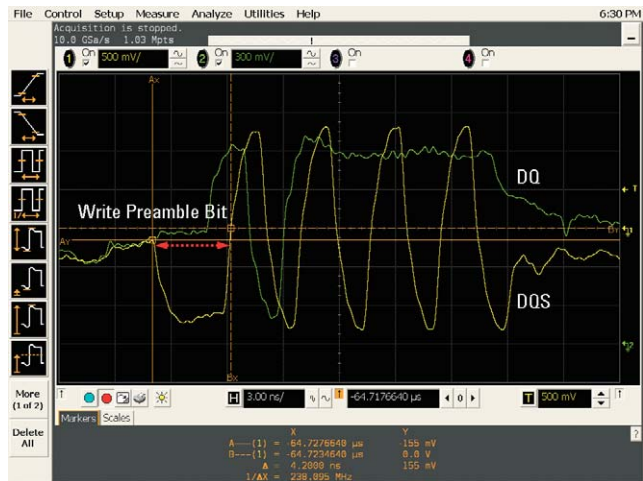 File Control Setup Measure Analyze Utilities Help 6:30 PM
Acquisition is stopped.
10.0 GSa/s 1.03 Mpts
1 On 500 mV/ 2 On 300 mV/ 3 On 4 On
Ax
DQ
T
Write Preamble Bit
Ay
DQS
Bx
More
(1 of 2)
Delete
All
H 3.00 ns/ -64.7176640 µs 0 T 500 mV
Markers Scales
X Y
A---(1) = -64.7276640 µs -155 mV
B---(1) = -64.7234640 µs 0.0 V
Δ = 4.2000 ns 155 mV
1/ΔX = 238.095 MHz
?